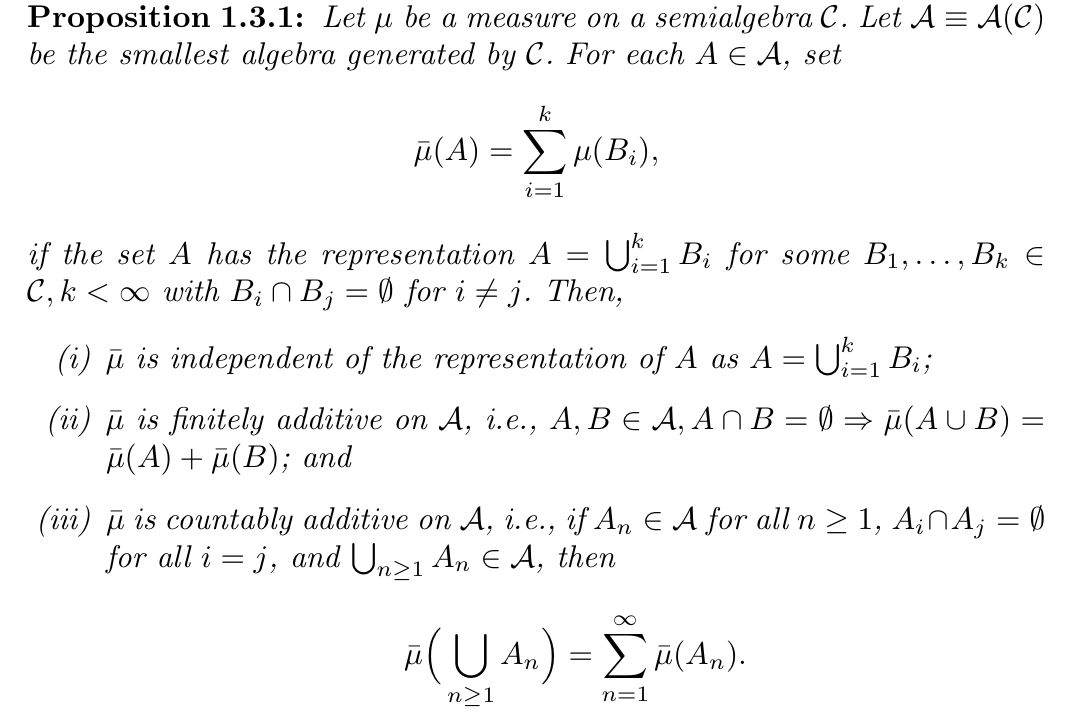 Proposition 1.3.1: Let μ be a measure on a semialgebra 𝒞. Let 𝒜 ≡ 𝒜(𝒞)
be the smallest algebra generated by 𝒞. For each A ∈ 𝒜, set
μ̄(A) = ∑_{i=1}^{k} μ(B_i),
if the set A has the representation A = ⋃_{i=1}^{k} B_i for some B_1, . . . , B_k ∈
𝒞, k < ∞ with B_i ∩ B_j = ∅ for i ≠ j. Then,
(i) μ̄ is independent of the representation of A as A = ⋃_{i=1}^{k} B_i;
(ii) μ̄ is finitely additive on 𝒜, i.e., A, B ∈ 𝒜, A ∩ B = ∅ ⇒ μ̄(A ∪ B) =
μ̄(A) + μ̄(B); and
(iii) μ̄ is countably additive on 𝒜, i.e., if A_n ∈ 𝒜 for all n ≥ 1, A_i∩A_j = ∅
for all i = j, and ⋃_{n≥1} A_n ∈ 𝒜, then
μ̄(⋃_{n≥1} A_n) = ∑_{n=1}^{∞} μ̄(A_n).